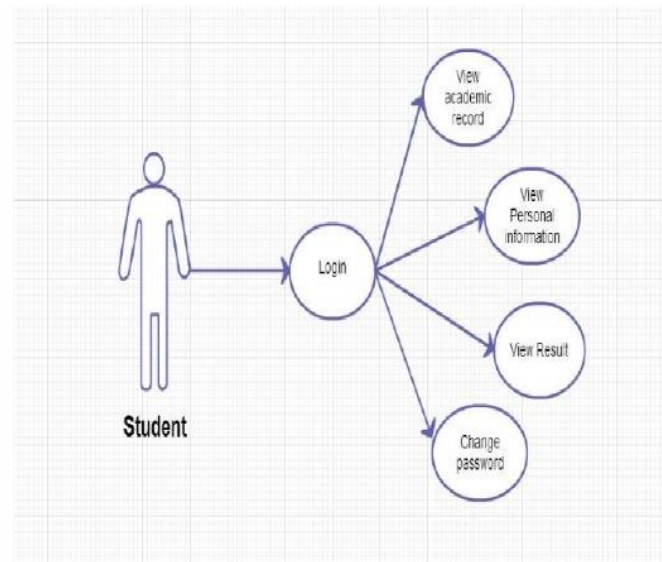 View
academic
record
View
Personal
information
Login
View Result
Student
Change
password